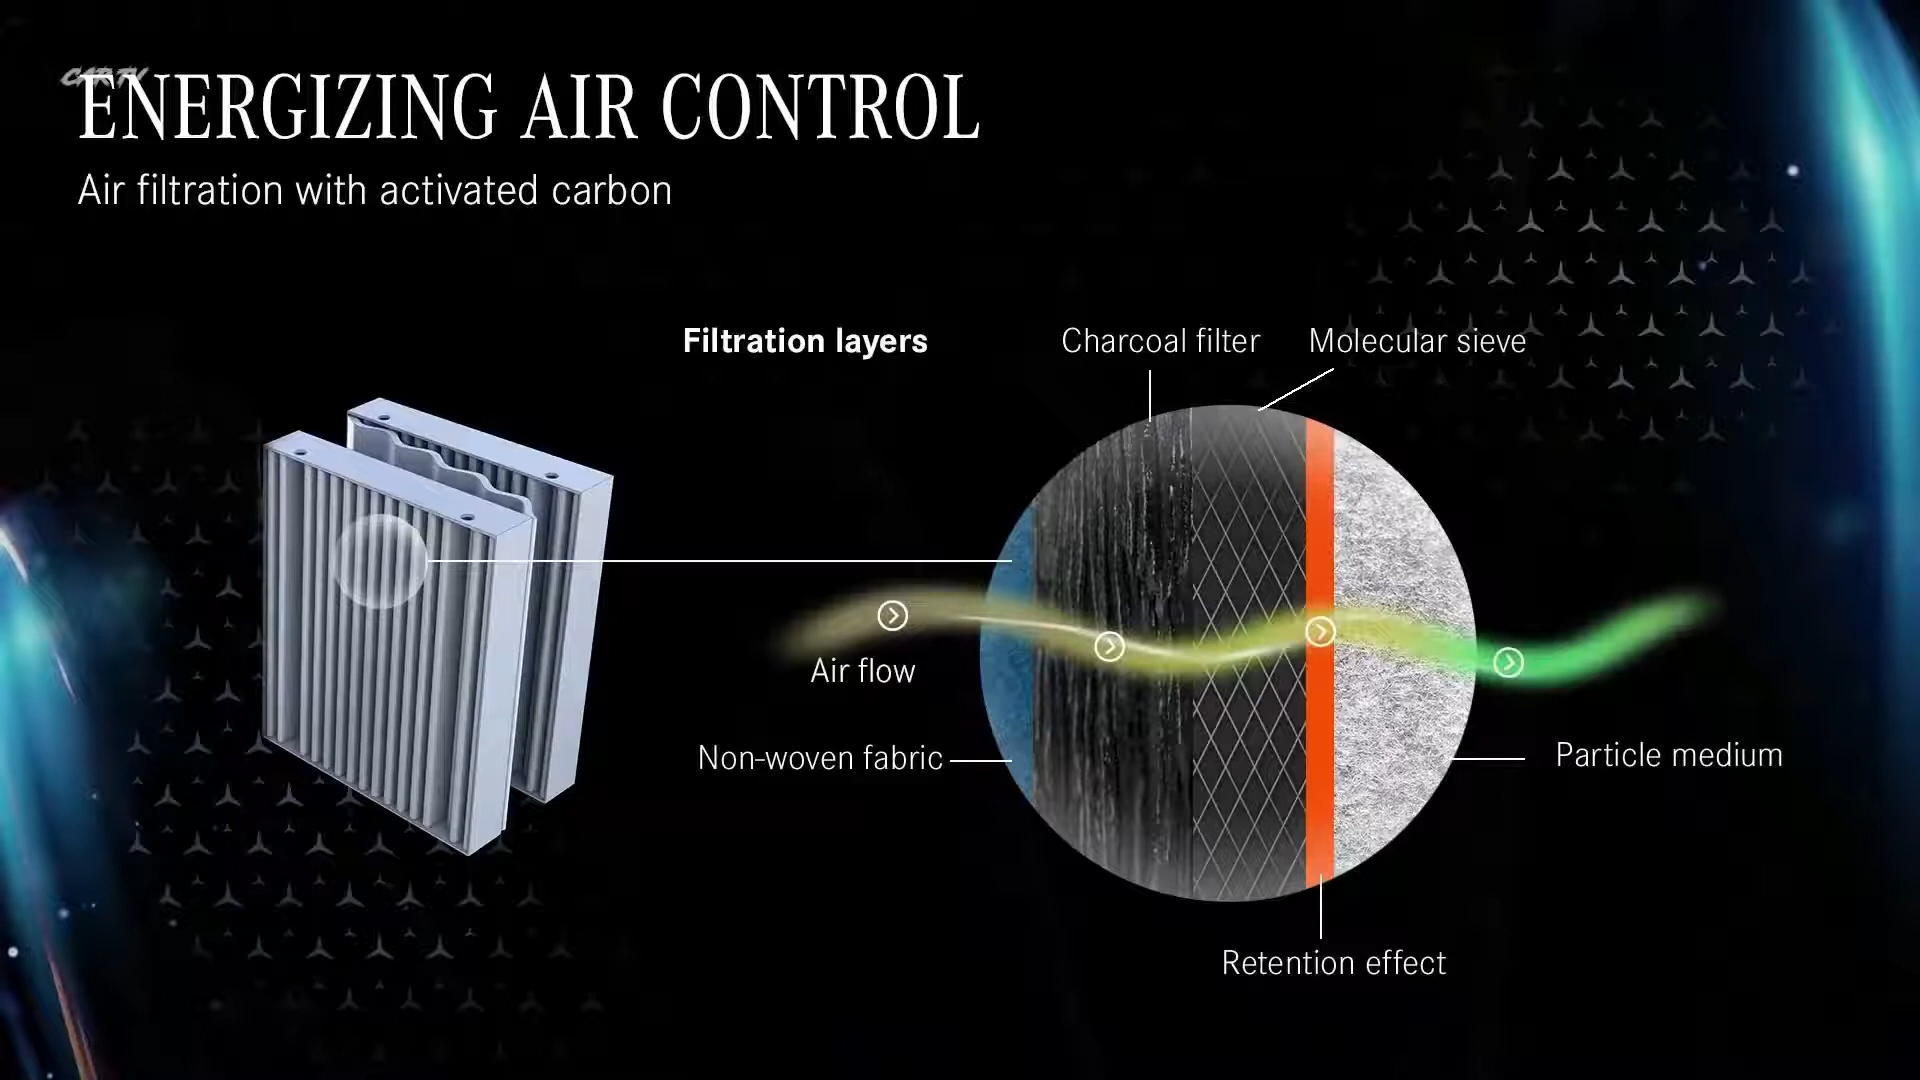 CARTV
ENERGIZING AIR CONTROL
Air filtration with activated carbon
Filtration layers
Charcoal filter
Molecular sieve
Air flow
Non-woven fabric
Particle medium
Retention effect